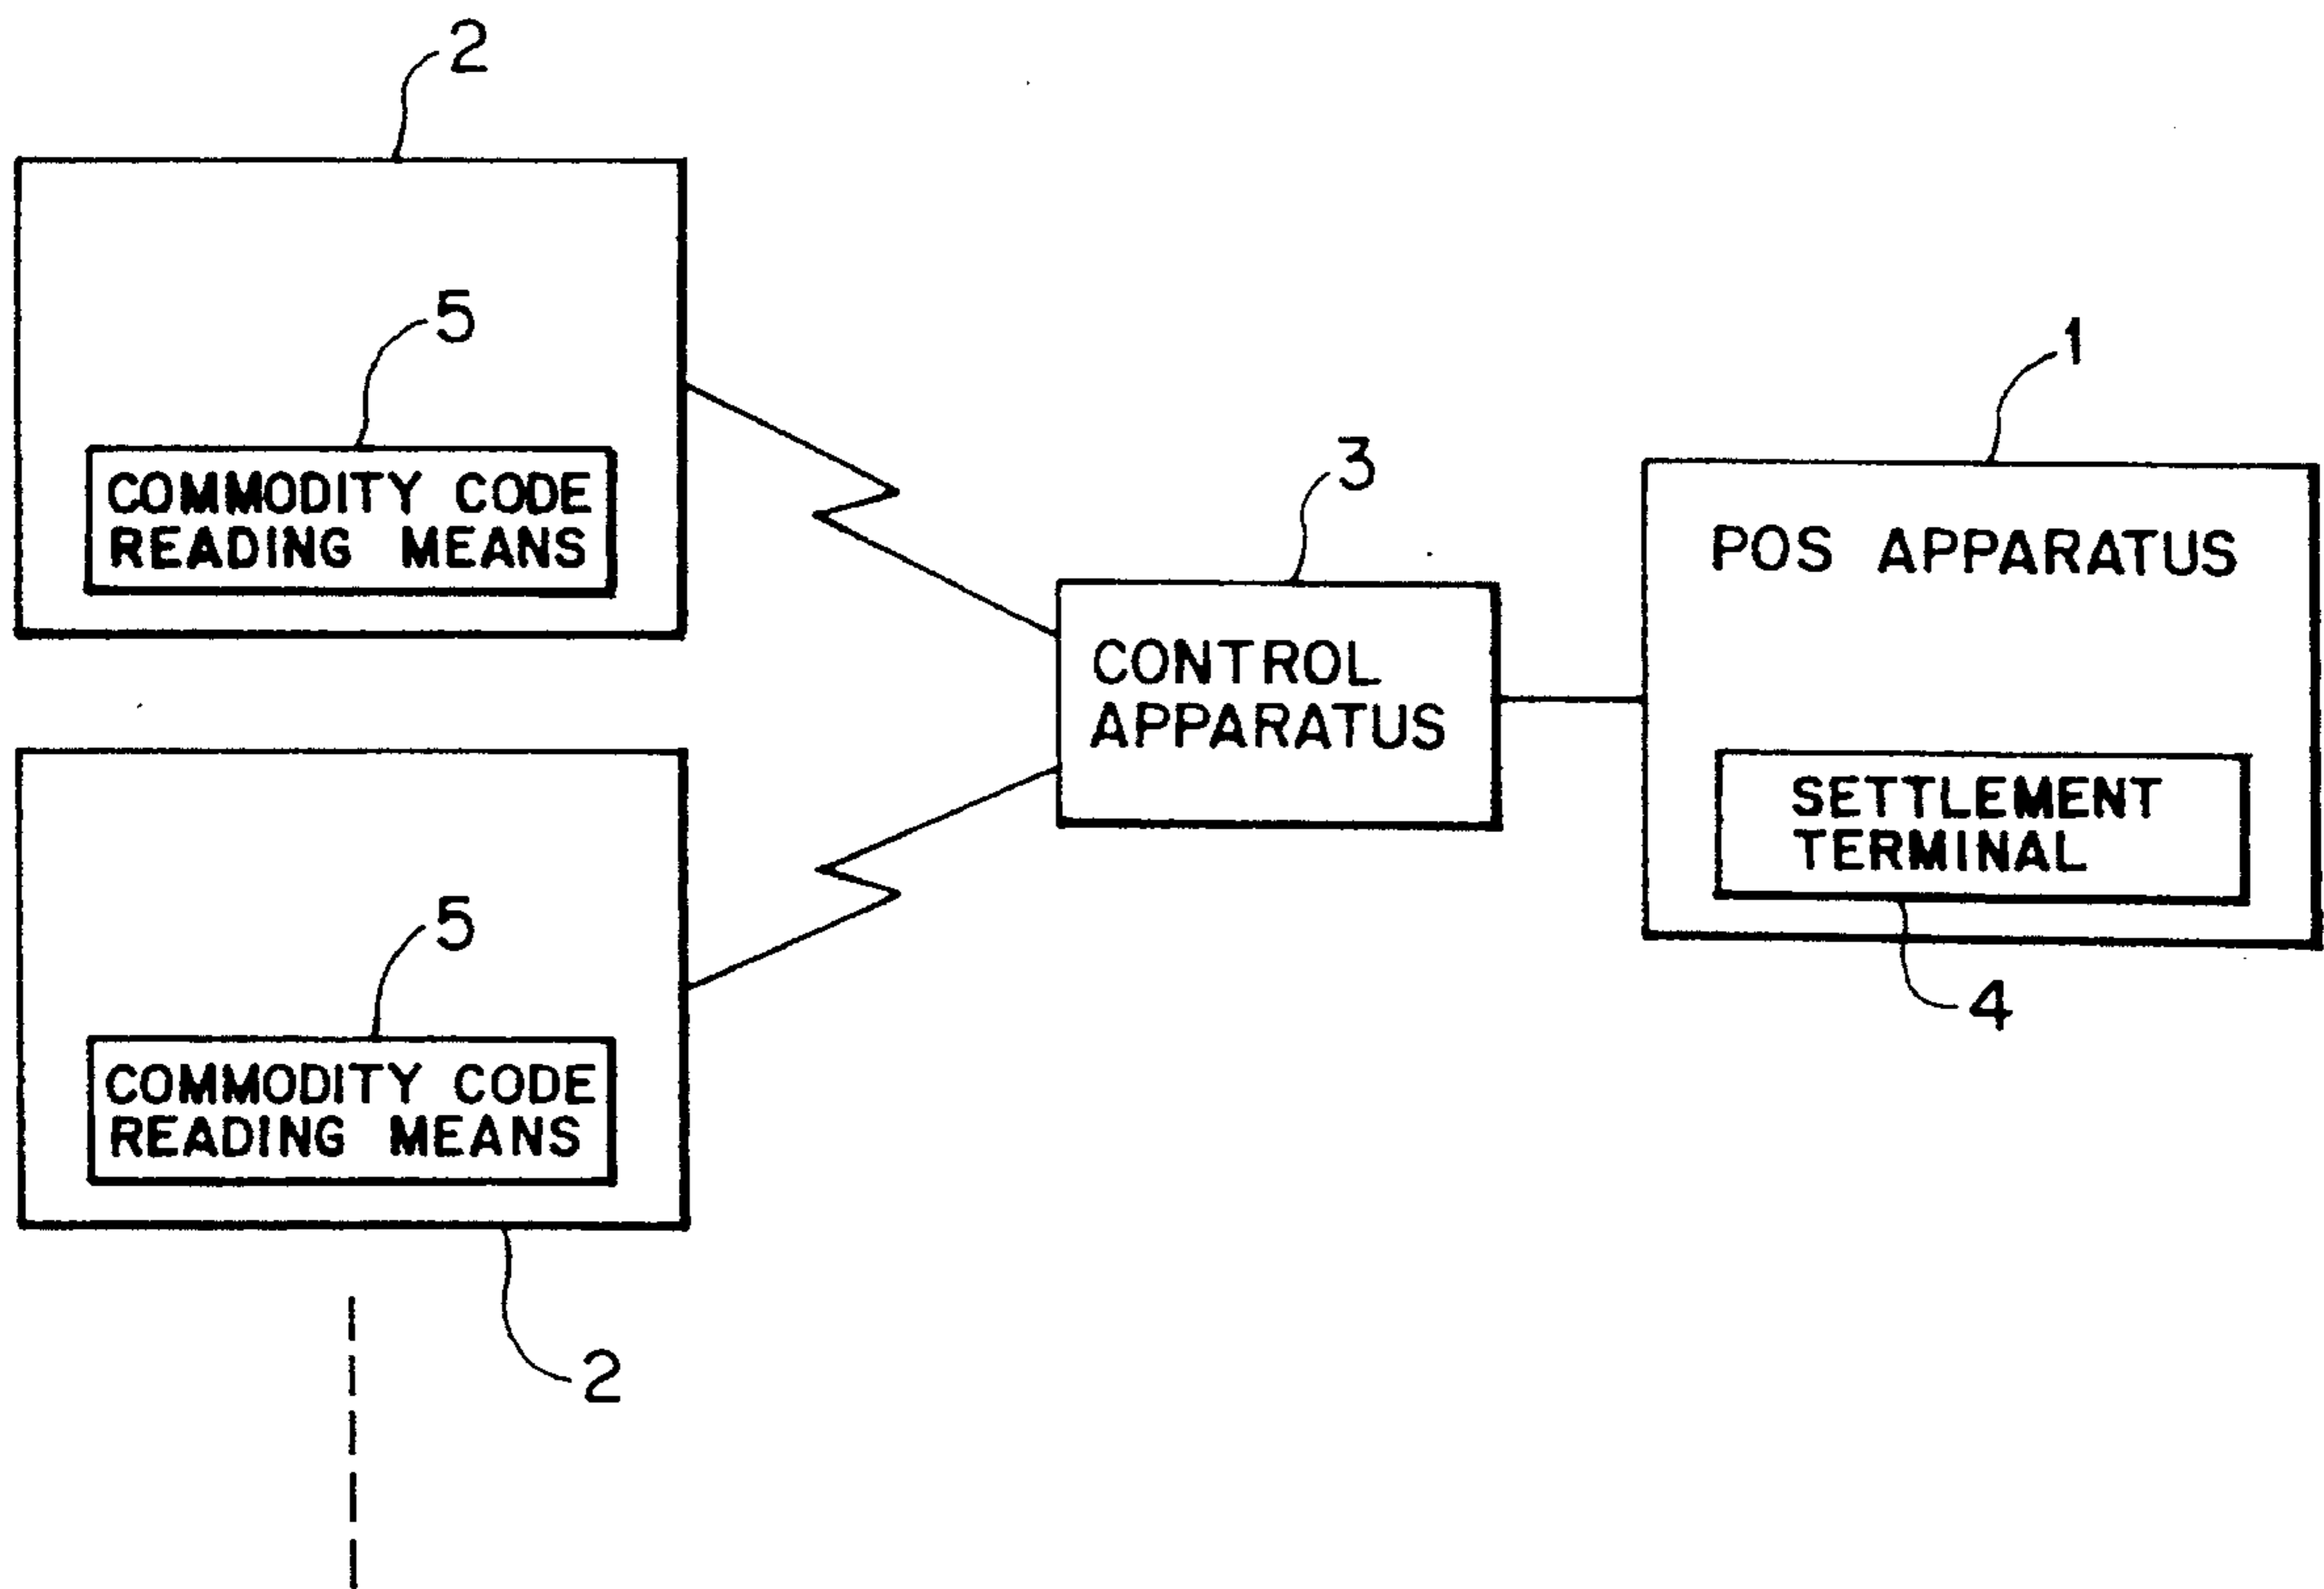 2
5
COMMODITY CODE
READING MEANS
3
CONTROL
APPARATUS
1
POS APPARATUS
SETTLEMENT
TERMINAL
4
5
COMMODITY CODE
READING MEANS
2